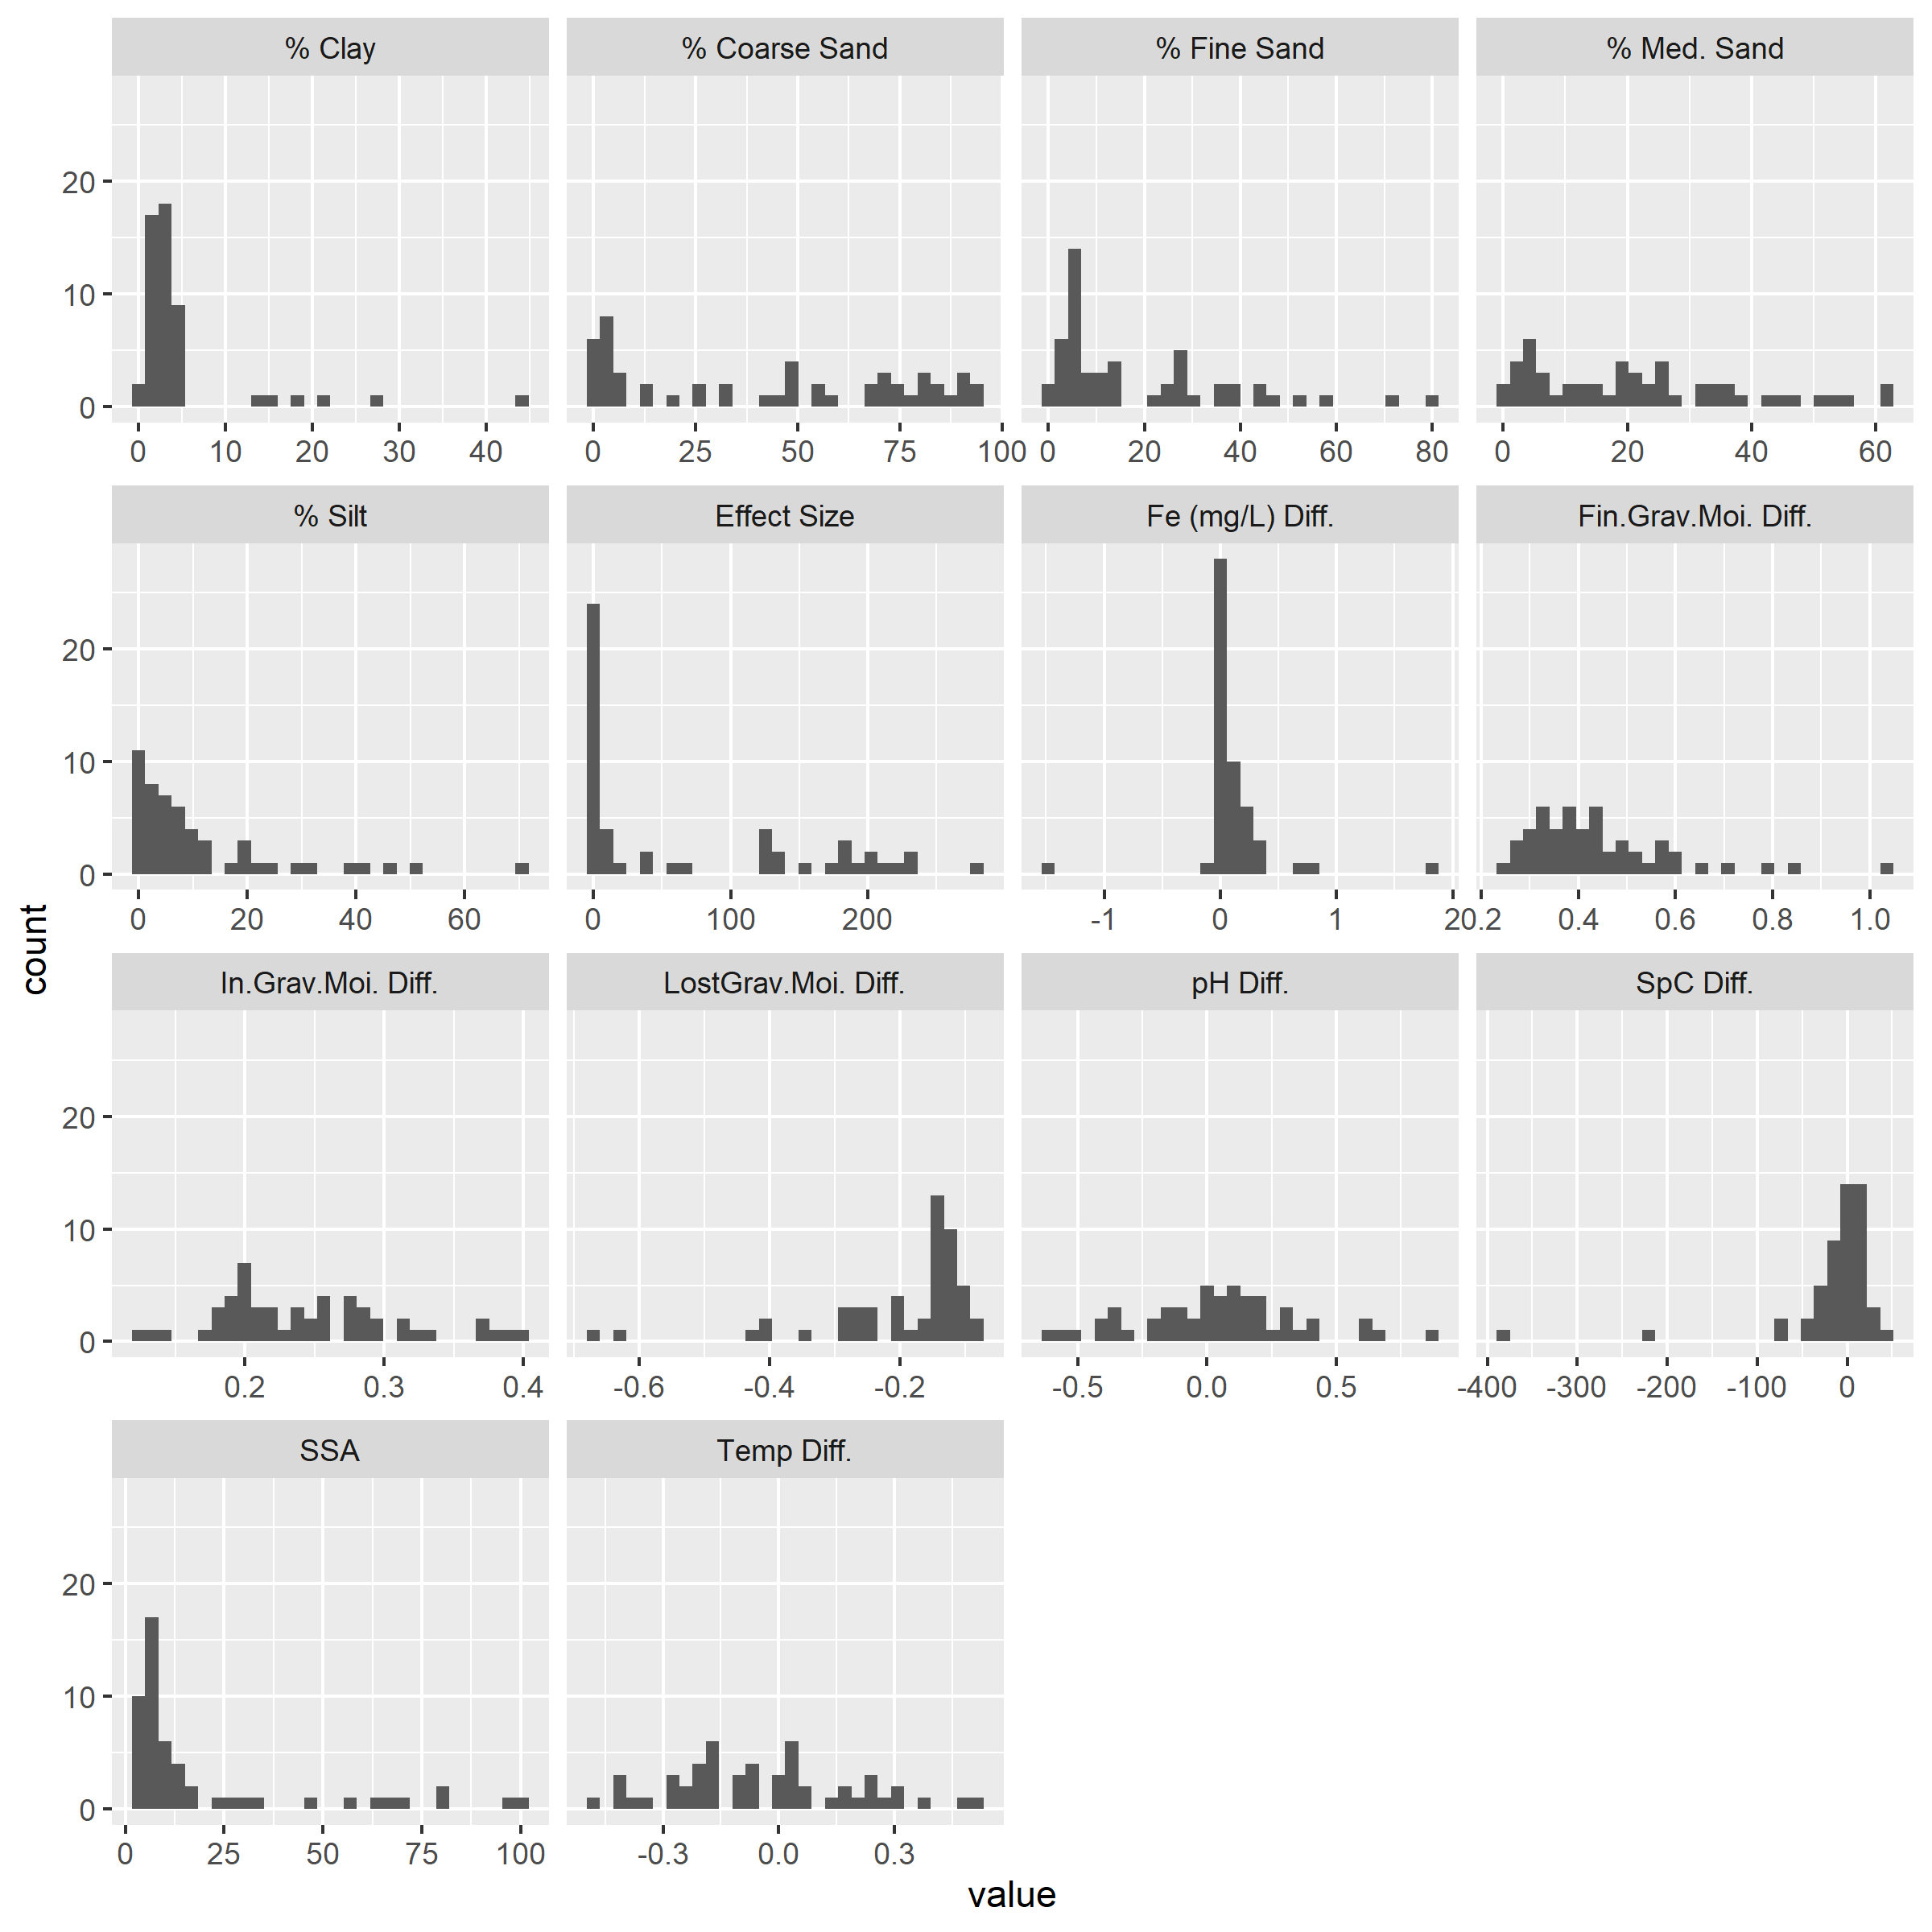 % Clay % Coarse Sand % Fine Sand % Med. Sand
20
10
0
0 10 20 30 40 0 25 50 75 100 0 20 40 60 80 0 20 40 60
% Silt Effect Size Fe (mg/L) Diff. Fin.Grav.Moi. Diff.
20
10
0
0 20 40 60 0 100 200 -1 0 1 2 0.2 0.4 0.6 0.8 1.0
count
In.Grav.Moi. Diff. LostGrav.Moi. Diff. pH Diff. SpC Diff.
20
10
0
0.2 0.3 0.4 -0.6 -0.4 -0.2 -0.5 0.0 0.5 -400 -300 -200 -100 0
SSA Temp Diff.
20
10
0
0 25 50 75 100 -0.3 0.0 0.3
value